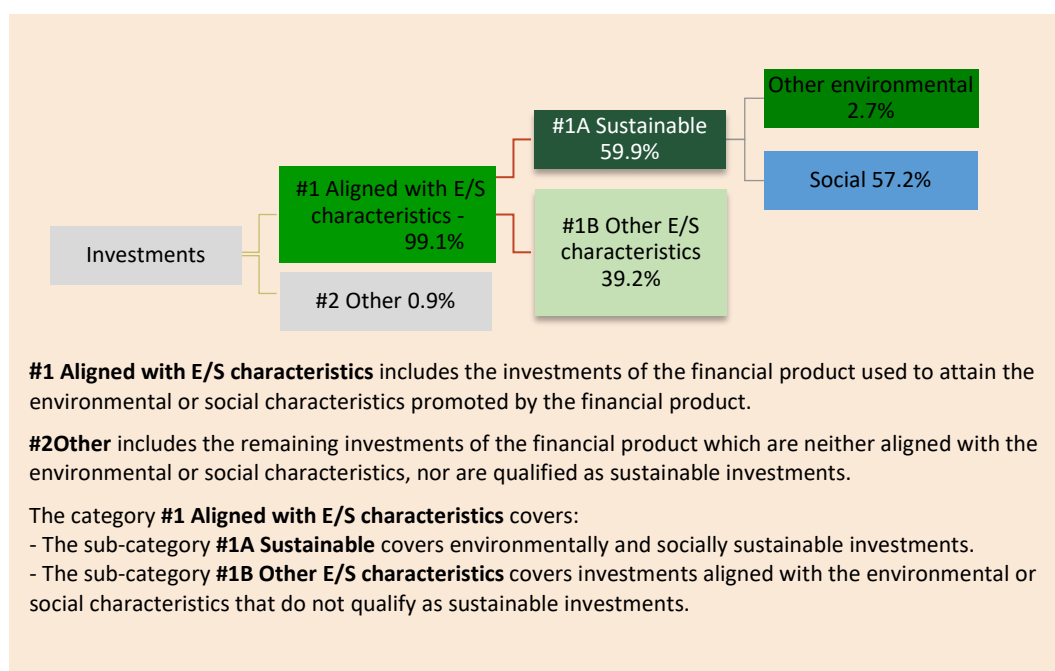 Investments
#1 Aligned with E/S
characteristics -
99.1%
#2 Other 0.9%
#1A Sustainable
59.9%
#1B Other E/S
characteristics
39.2%
Other environmental
2.7%
Social 57.2%
#1 Aligned with E/S characteristics includes the investments of the financial product used to attain the
environmental or social characteristics promoted by the financial product.
#2Other includes the remaining investments of the financial product which are neither aligned with the
environmental or social characteristics, nor are qualified as sustainable investments.
The category #1 Aligned with E/S characteristics covers:
- The sub-category #1A Sustainable covers environmentally and socially sustainable investments.
- The sub-category #1B Other E/S characteristics covers investments aligned with the environmental or
social characteristics that do not qualify as sustainable investments.